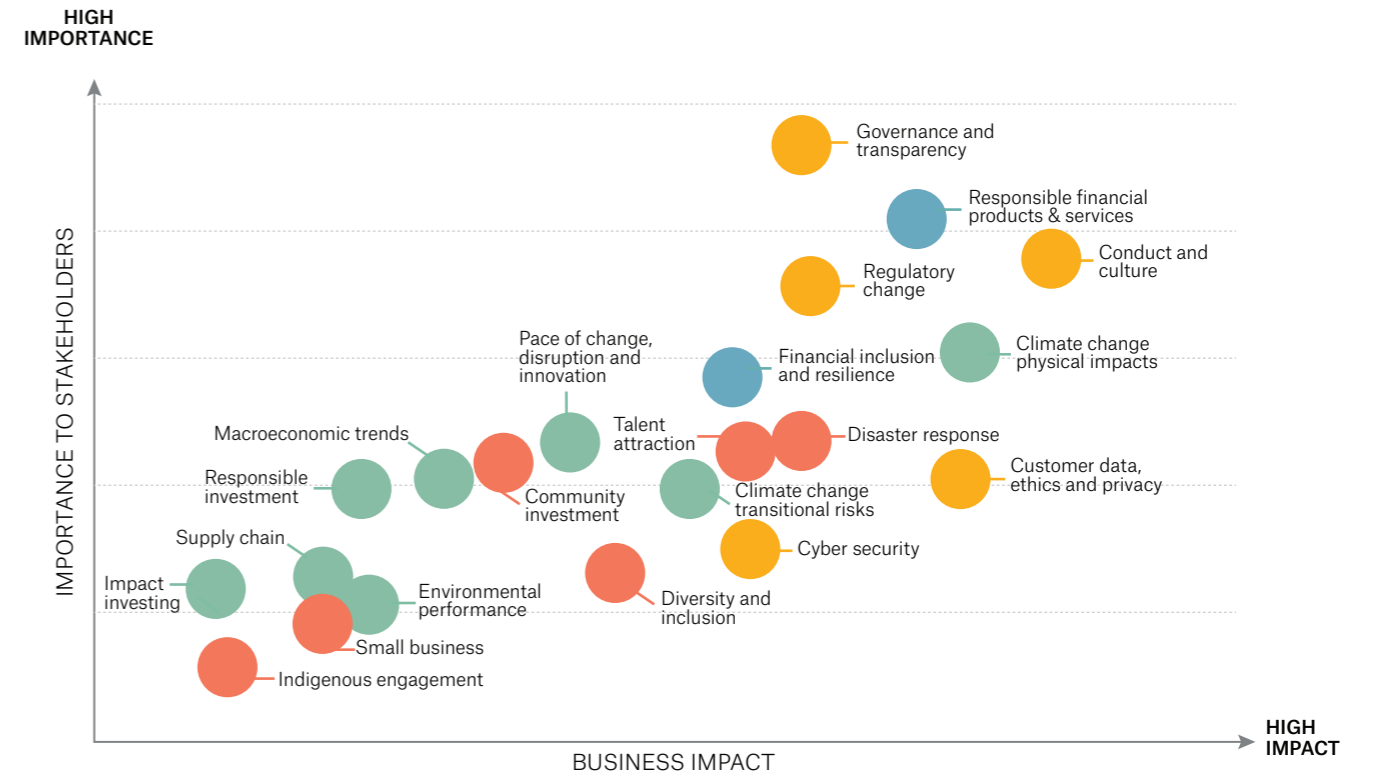 HIGH
IMPORTANCE
Governance and
transparency
Responsible financial
products & services
Conduct and
culture
Regulatory
change
Pace of change,
disruption and
innovation
Financial inclusion
and resilience
Climate change
physical impacts
Talent
attraction
Disaster response
Macroeconomic trends
Responsible
investment
Community
investment
Climate change
transitional risks
Customer data,
ethics and privacy
Supply chain
Cyber security
Impact
investing
Environmental
performance
Diversity and
inclusion
Small business
Indigenous engagement
IMPORTANCE TO STAKEHOLDERS
BUSINESS IMPACT
HIGH
IMPACT